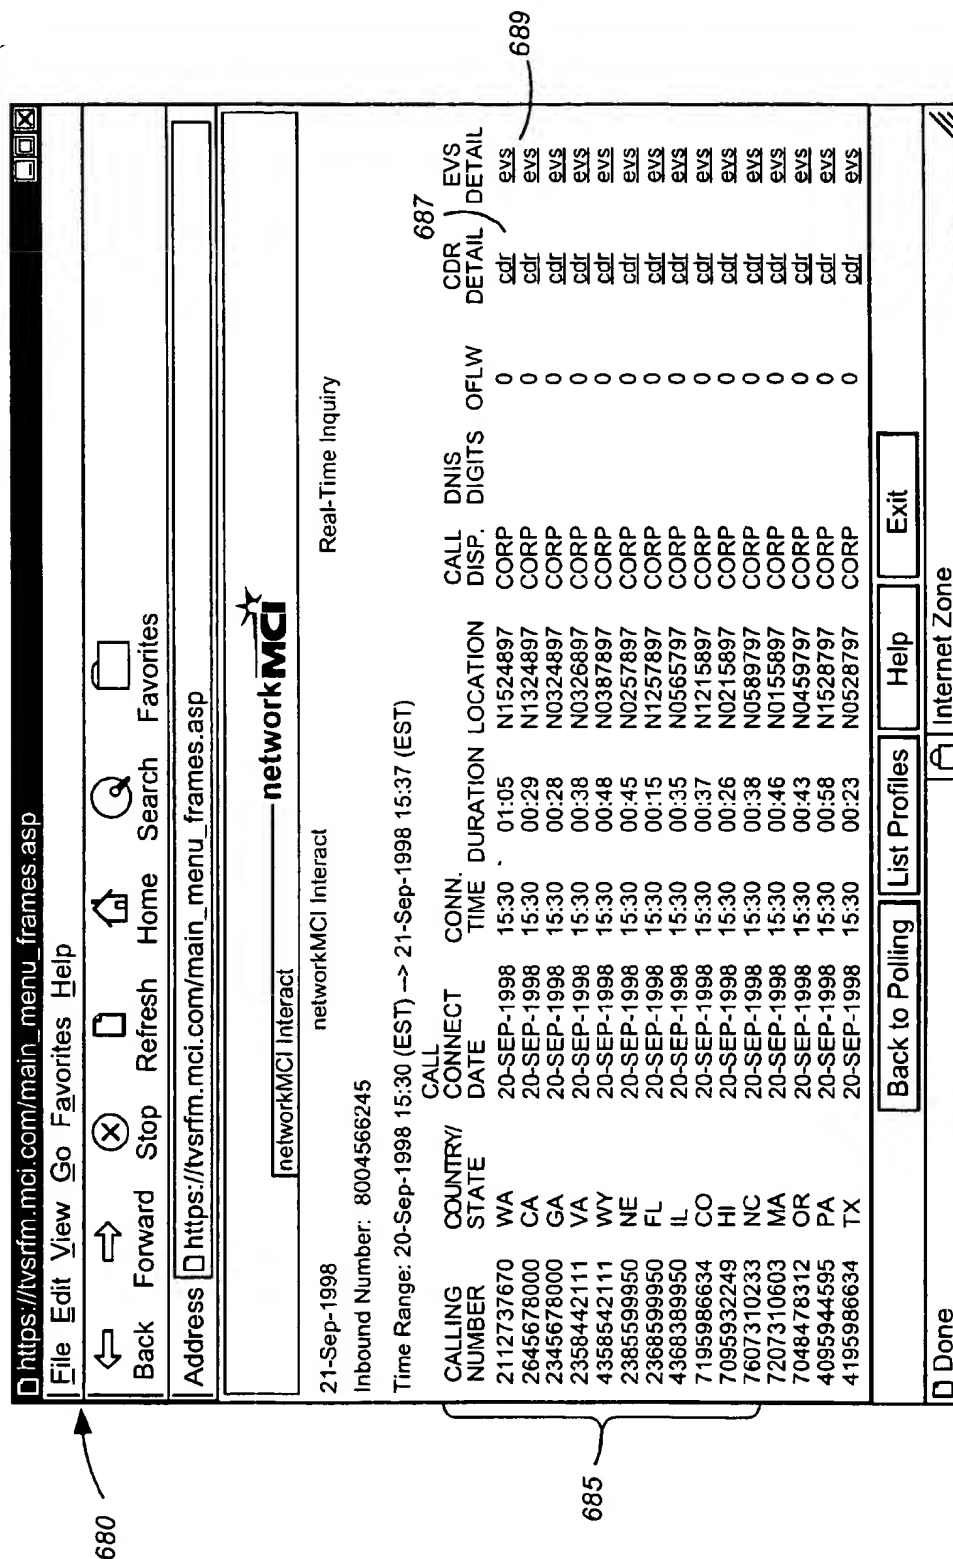 680
https://tvsrfm.mci.com/main_menu_frames.asp
File Edit View Go Favorites Help
Back Forward Stop Refresh Home Search Favorites
Address https://tvsrfm.mci.com/main_menu_frames.asp
networkMCI Interact
networkMCI
21-Sep-1998 networkMCI Interact Real-Time Inquiry
Inbound Number: 8004566245
Time Range: 20-Sep-1998 15:30 (EST) --> 21-Sep-1998 15:37 (EST)
687
689
CALL
CALLING COUNTRY/ CONNECT CONN. CALL DNIS CDR EVS
NUMBER STATE DATE TIME DURATION LOCATION DISP. DIGITS OFLW DETAIL DETAIL
2112737670 WA 20-SEP-1998 15:30 01:05 N1524897 CORP 0 cdr evs
2645678000 CA 20-SEP-1998 15:30 00:29 N1324897 CORP 0 cdr evs
2345678000 GA 20-SEP-1998 15:30 00:28 N0324897 CORP 0 cdr evs
2358442111 VA 20-SEP-1998 15:30 00:38 N0326897 CORP 0 cdr evs
4358542111 WY 20-SEP-1998 15:30 00:48 N0387897 CORP 0 cdr evs
2385599950 NE 20-SEP-1998 15:30 00:45 N0257897 CORP 0 cdr evs
2368599950 FL 20-SEP-1998 15:30 00:15 N1257897 CORP 0 cdr evs
4368389950 IL 20-SEP-1998 15:30 00:35 N0565797 CORP 0 cdr evs
7195986634 CO 20-SEP-1998 15:30 00:37 N1215897 CORP 0 cdr evs
7095932249 HI 20-SEP-1998 15:30 00:26 N0215897 CORP 0 cdr evs
7607310233 NC 20-SEP-1998 15:30 00:38 N0589797 CORP 0 cdr evs
7207310603 MA 20-SEP-1998 15:30 00:46 N0155897 CORP 0 cdr evs
7048478312 OR 20-SEP-1998 15:30 00:43 N0459797 CORP 0 cdr evs
4095944595 PA 20-SEP-1998 15:30 00:58 N1528797 CORP 0 cdr evs
4195986634 TX 20-SEP-1998 15:30 00:23 N0528797 CORP 0 cdr evs
685
Back to Polling List Profiles Help Exit
Done Internet Zone